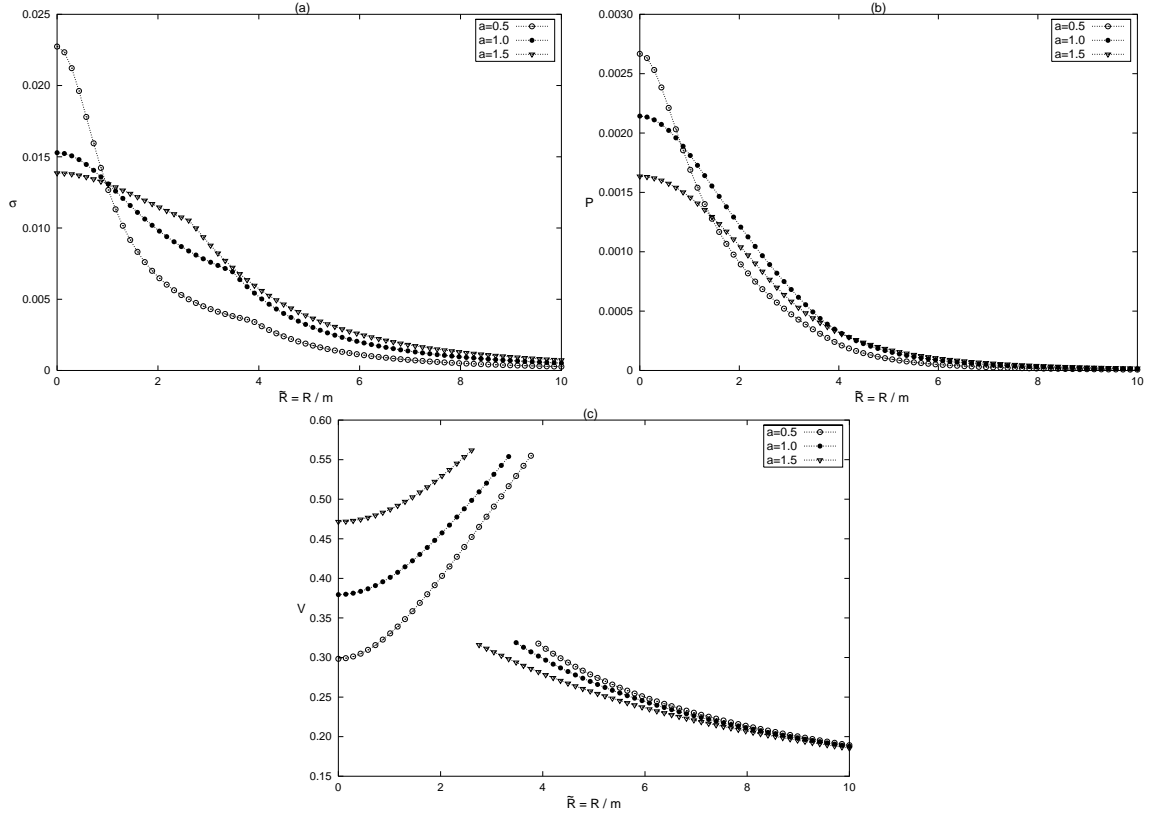 (a)
a=0.5
a=1.0
a=1.5
0.025
0.020
0.015
0.010
0.005
0
σ
0 2 4 6 8 10
R̃ = R / m
(b)
a=0.5
a=1.0
a=1.5
0.0030
0.0025
0.0020
0.0015
0.0010
0.0005
0
P
0 2 4 6 8 10
R̃ = R / m
(c)
a=0.5
a=1.0
a=1.5
0.60
0.55
0.50
0.45
0.40
0.35
0.30
0.25
0.20
0.15
V
0 2 4 6 8 10
R̃ = R / m